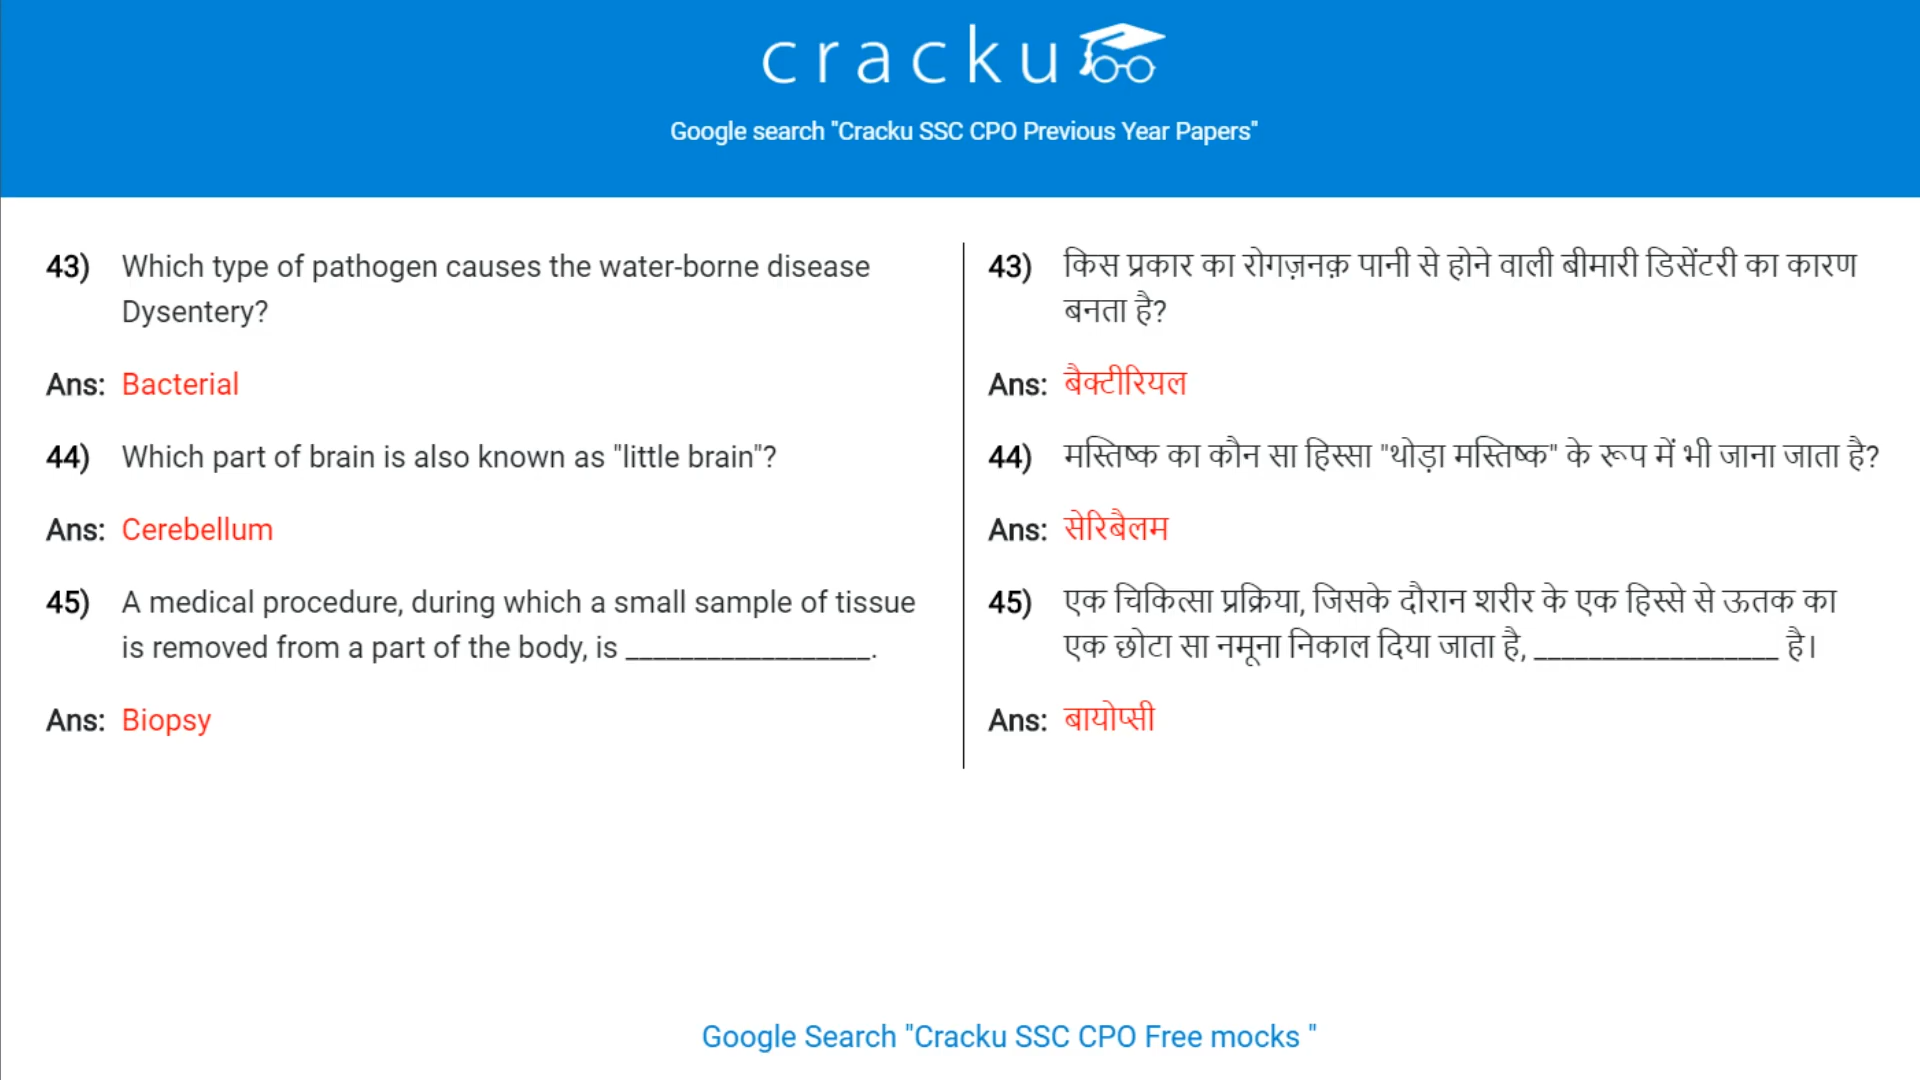 cracku
Google search "Cracku SSC CPO Previous Year Papers"
43) Which type of pathogen causes the water-borne disease
Dysentery?
Ans: Bacterial
44) Which part of brain is also known as "little brain"?
Ans: Cerebellum
45) A medical procedure, during which a small sample of tissue
is removed from a part of the body, is __________________.
Ans: Biopsy
43) किस प्रकार का रोगज़नक़ पानी से होने वाली बीमारी डिसेंटरी का कारण
बनता है?
Ans: बैक्टीरियल
44) मस्तिष्क का कौन सा हिस्सा "थोड़ा मस्तिष्क" के रूप में भी जाना जाता है?
Ans: सेरिबैलम
45) एक चिकित्सा प्रक्रिया, जिसके दौरान शरीर के एक हिस्से से ऊतक का
एक छोटा सा नमूना निकाल दिया जाता है, __________________ है।
Ans: बायोप्सी
Google Search "Cracku SSC CPO Free mocks "